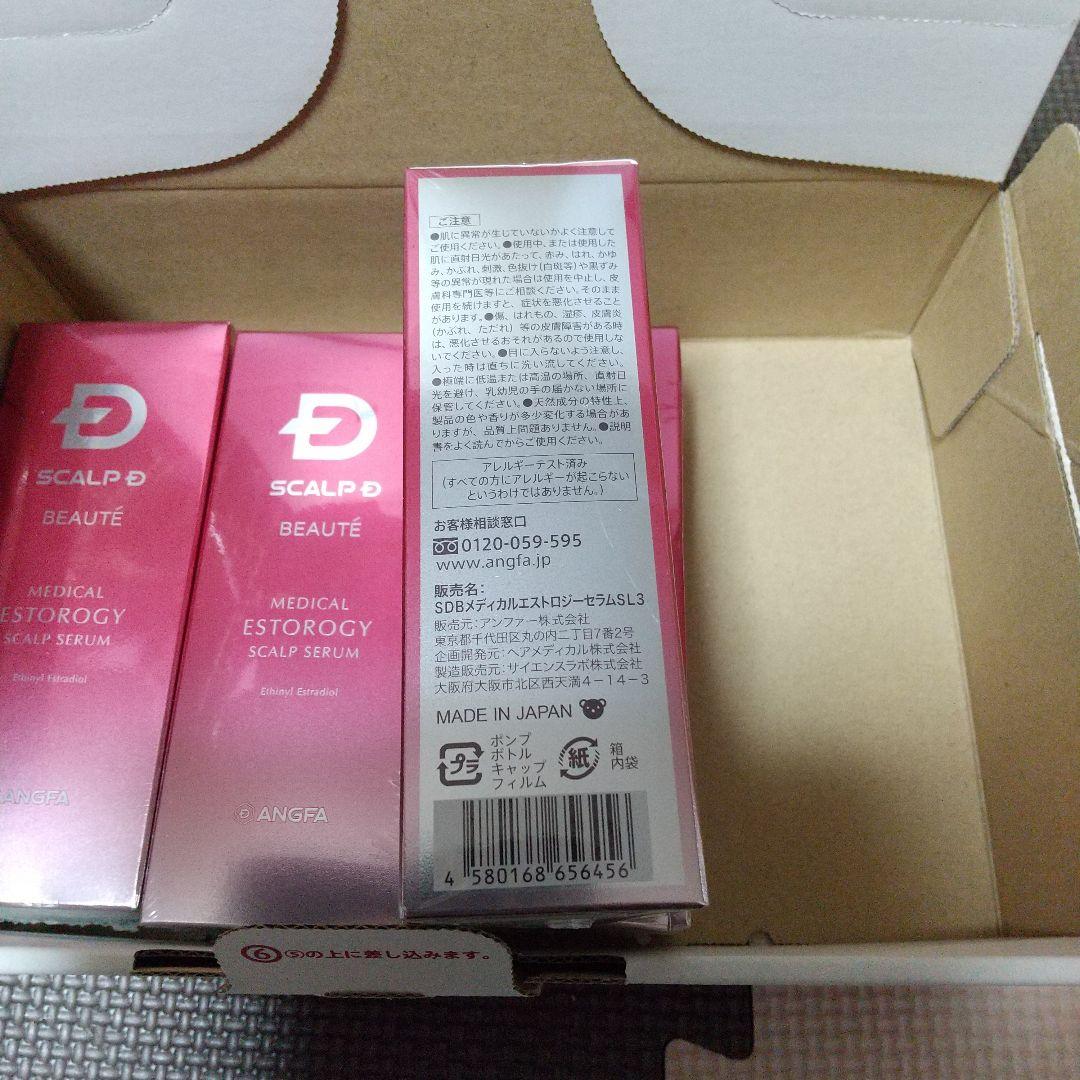 SCALP D
BEAUTÉ
MEDICAL
ESTOROGY
SCALP SERUM
Ethinyl Estradiol
ANGFA
SCALP D
BEAUTÉ
MEDICAL
ESTOROGY
SCALP SERUM
Ethinyl Estradiol
ANGFA
ご注意
●肌に異常が生じていないかよく注意して
ご使用ください。●使用中、または使用した
肌に直射日光があたって、赤み、はれ、かゆ
み、かぶれ、刺激、色抜け(白斑等)や黒ずみ
等の異常が現れた場合は使用を中止し、皮
膚科専門医等にご相談ください。そのまま
使用を続けますと、症状を悪化させること
があります。●傷、はれもの、湿疹、皮膚炎
(かぶれ、ただれ)等の皮膚障害がある時
は、悪化させるおそれがあるので使用しな
いでください。●目に入らないよう注意し、
入った時は直ちに洗い流してください。
●極端に低温または高温の場所、直射日
光を避け、乳幼児の手の届かない場所に
保管してください。●天然成分の特性上、
製品の色や香りが多少変化する場合があ
りますが、品質上問題ありません。●説明
書をよく読んでからご使用ください。
アレルギーテスト済み
(すべての方にアレルギーが起こらない
というわけではありません。)
お客様相談窓口
0120-059-595
www.angfa.jp
販売名:
SDBメディカルエストロジーセラムSL3
販売元:アンファー株式会社
東京都千代田区丸の内二丁目7番2号
企画開発元:ヘアメディカル株式会社
製造販売元:サイエンスラボ株式会社
大阪府大阪市北区西天満4-14-3
MADE IN JAPAN
プラ
ポンプ
ボトル
キャップ
フィルム
紙
箱
内袋
4 580168 656456
⑥⑤の上に差し込みます。